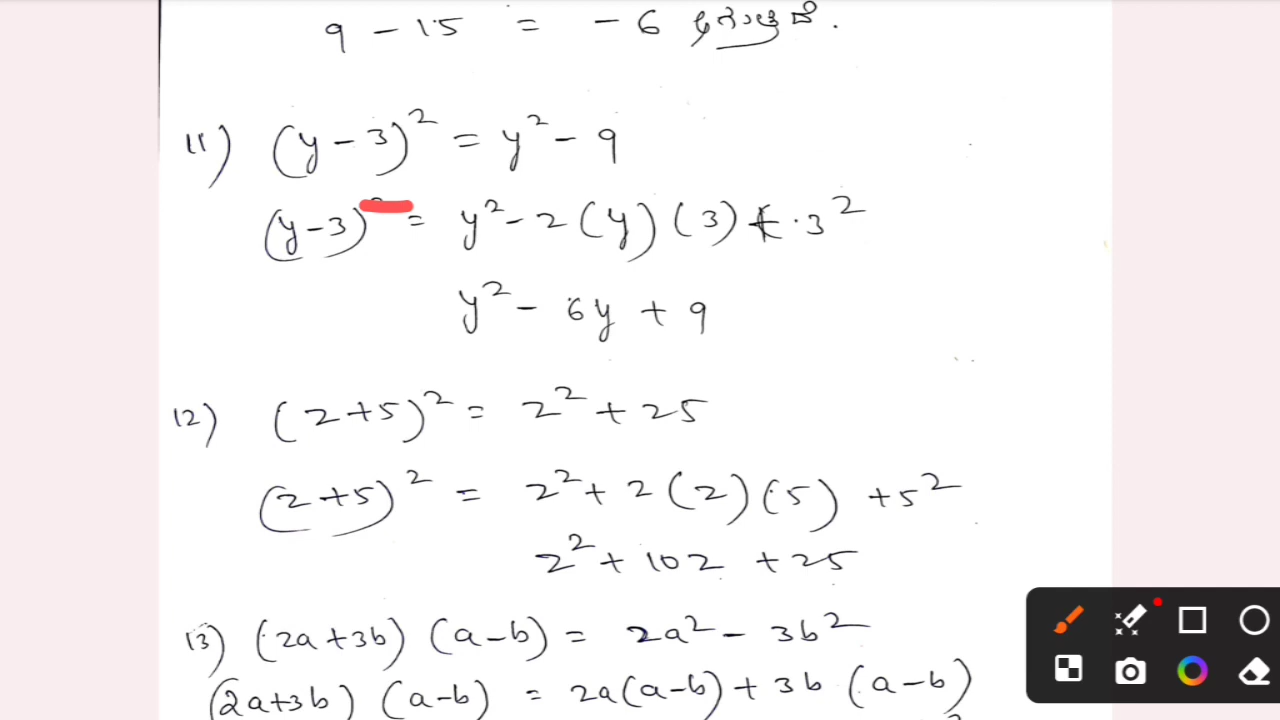 9 - 15 = - 6 ಆಗುತ್ತದೆ.
11) (y - 3)² = y² - 9
(y - 3)² = y² - 2 (y) (3) + · 3²
y² - 6y + 9
12) (z + 5)² = z² + 25
(z + 5)² = z² + 2 (z) (5) + 5²
z² + 10z + 25
13) (2a + 3b) (a - b) = 2a² - 3b²
(2a + 3b) (a - b) = 2a (a - b) + 3b (a - b)